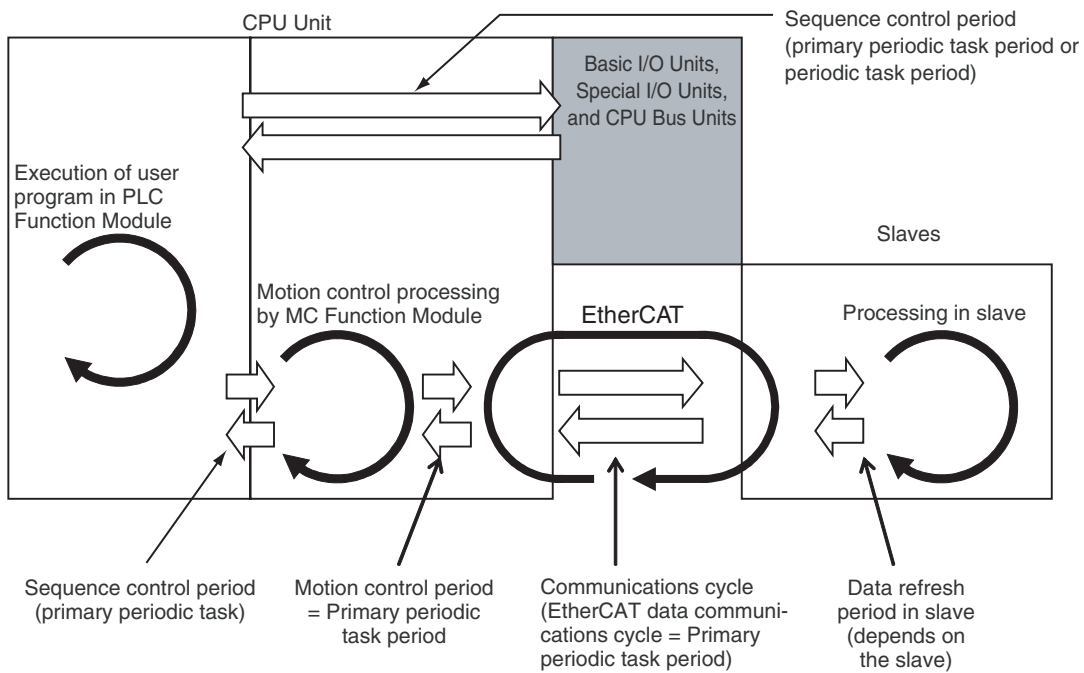 CPU Unit
Sequence control period
(primary periodic task period or
periodic task period)
Basic I/O Units,
Special I/O Units,
and CPU Bus Units
Execution of user
program in PLC
Function Module
Slaves
Motion control processing
by MC Function Module
EtherCAT
Processing in slave
Sequence control period
(primary periodic task)
Motion control period
= Primary periodic
task period
Communications cycle
(EtherCAT data communi-
cations cycle = Primary
periodic task period)
Data refresh
period in slave
(depends on
the slave)